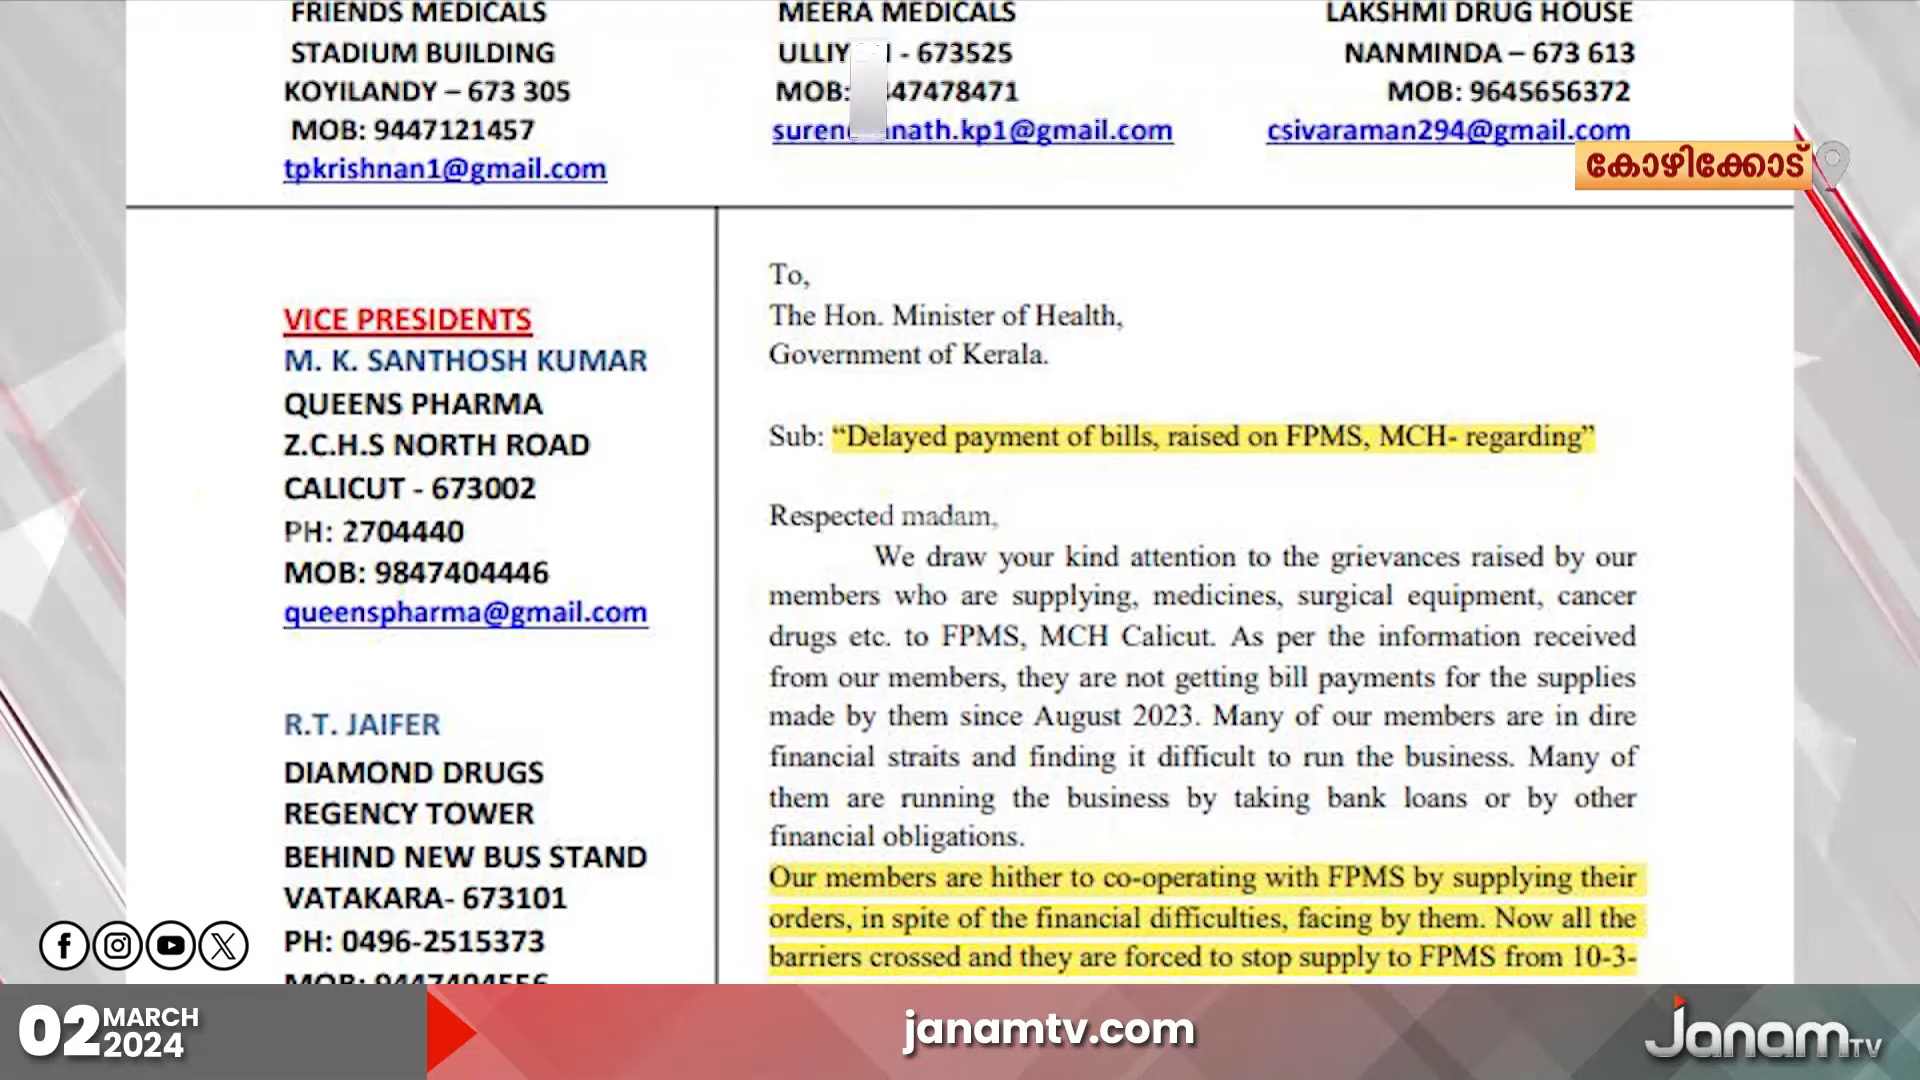 FRIENDS MEDICALS
STADIUM BUILDING
KOYILANDY – 673 305
MOB: 9447121457
tpkrishnan1@gmail.com
MEERA MEDICALS
- 673525
MOB:
LAKSHMI DRUG HOUSE
NANMINDA – 673 613
MOB: 9645656372
csivaraman294@gmail.com
കോഴിക്കോട്
VICE PRESIDENTS
M. K. SANTHOSH KUMAR
QUEENS PHARMA
Z.C.H.S NORTH ROAD
CALICUT - 673002
PH: 2704440
MOB: 9847404446
queenspharma@gmail.com
R.T. JAIFER
DIAMOND DRUGS
REGENCY TOWER
BEHIND NEW BUS STAND
VATAKARA- 673101
PH: 0496-2515373
To,
The Hon. Minister of Health,
Government of Kerala.
Sub: “Delayed payment of bills, raised on FPMS, MCH- regarding”
Respected madam,
We draw your kind attention to the grievances raised by our
members who are supplying, medicines, surgical equipment, cancer
drugs etc. to FPMS, MCH Calicut. As per the information received
from our members, they are not getting bill payments for the supplies
made by them since August 2023. Many of our members are in dire
financial straits and finding it difficult to run the business. Many of
them are running the business by taking bank loans or by other
financial obligations.
Our members are hither to co-operating with FPMS by supplying their
orders, in spite of the financial difficulties, facing by them. Now all the
barriers crossed and they are forced to stop supply to FPMS from 10-3-
02 MARCH
2024
janamtv.com
Janam TV